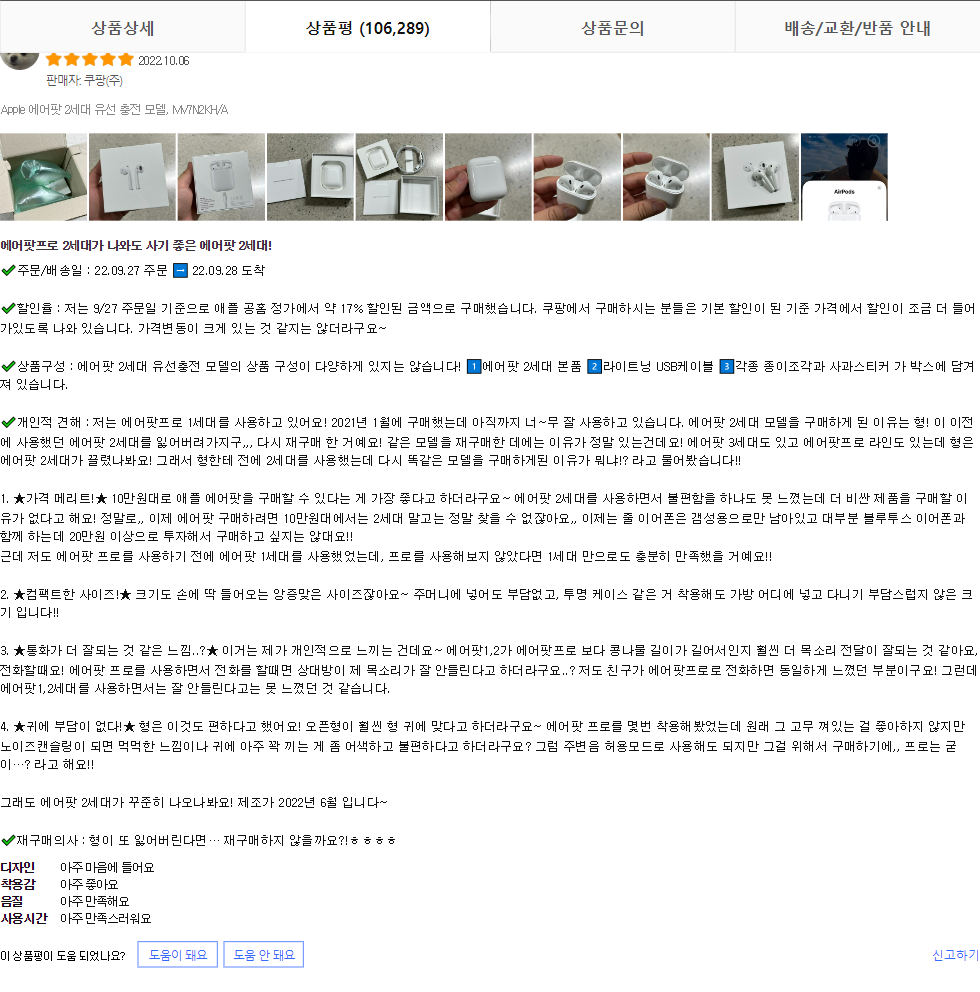 상품상세
상품평 (106,289)
상품문의
배송/교환/반품 안내
2022.10.06
판매자: 쿠팡(주)
Apple 에어팟 2세대 유선 충전 모델, MV7N2KH/A
AirPods
에어팟프로 2세대가 나와도 사기 좋은 에어팟 2세대!
✔주문/배송일 : 22.09.27 주문 → 22.09.28 도착
✔할인율 : 저는 9/27 주문일 기준으로 애플 공홈 정가에서 약 17% 할인된 금액으로 구매했습니다. 쿠팡에서 구매하시는 분들은 기본 할인이 된 기준 가격에서 할인이 조금 더 들어
가있도록 나와 있습니다. 가격변동이 크게 있는 것 같지는 않더라구요~
✔상품구성 : 에어팟 2세대 유선충전 모델의 상품 구성이 다양하게 있지는 않습니다! 1에어팟 2세대 본품 2라이트닝 USB케이블 3각종 종이조각과 사과스티커 가 박스에 담겨
져 있습니다.
✔개인적 견해 : 저는 에어팟프로 1세대를 사용하고 있어요! 2021년 1월에 구매했는데 아직까지 너~무 잘 사용하고 있습니다. 에어팟 2세대 모델을 구매하게 된 이유는 형! 이 이전
에 사용했던 에어팟 2세대를 잃어버려가지구,,, 다시 재구매 한 거예요! 같은 모델을 재구매한 데에는 이유가 정말 있는건데요! 에어팟 3세대도 있고 에어팟프로 라인도 있는데 형은
에어팟 2세대가 끌렸나봐요! 그래서 형한테 전에 2세대를 사용했는데 다시 똑같은 모델을 구매하게된 이유가 뭐냐!? 라고 물어봤습니다!!
1. ★가격 메리트!★ 10만원대로 애플 에어팟을 구매할 수 있다는 게 가장 좋다고 하더라구요~ 에어팟 2세대를 사용하면서 불편함을 하나도 못 느꼈는데 더 비싼 제품을 구매할 이
유가 없다고 해요! 정말로,, 이제 에어팟 구매하려면 10만원대에서는 2세대 말고는 정말 찾을 수 없잖아요,, 이제는 줄 이어폰은 갬성용으로만 남아있고 대부분 블루투스 이어폰과
함께 하는데 20만원 이상으로 투자해서 구매하고 싶지는 않대요!!
근데 저도 에어팟 프로를 사용하기 전에 에어팟 1세대를 사용했었는데, 프로를 사용해보지 않았다면 1세대 만으로도 충분히 만족했을 거예요!!
2. ★컴팩트한 사이즈!★ 크기도 손에 딱 들어오는 앙증맞은 사이즈잖아요~ 주머니에 넣어도 부담없고, 투명 케이스 같은 거 착용해도 가방 어디에 넣고 다니기 부담스럽지 않은 크
기 입니다!!
3. ★통화가 더 잘되는 것 같은 느낌..?★ 이거는 제가 개인적으로 느끼는 건데요~ 에어팟1,2가 에어팟프로 보다 콩나물 길이가 길어서인지 훨씬 더 목소리 전달이 잘되는 것 같아요,
전화할때요! 에어팟 프로를 사용하면서 전화를 할때면 상대방이 제 목소리가 잘 안들린다고 하더라구요..? 저도 친구가 에어팟프로로 전화하면 동일하게 느꼈던 부분이구요! 그런데
에어팟1,2세대를 사용하면서는 잘 안들린다고는 못 느꼈던 것 같습니다.
4. ★귀에 부담이 없다!★ 형은 이것도 편하다고 했어요! 오픈형이 훨씬 형 귀에 맞다고 하더라구요~ 에어팟 프로를 몇번 착용해봤었는데 원래 그 고무 껴있는 걸 좋아하지 않지만
노이즈캔슬링이 되면 먹먹한 느낌이나 귀에 아주 꽉 끼는 게 좀 어색하고 불편하다고 하더라구요? 그럼 주변음 허용모드로 사용해도 되지만 그걸 위해서 구매하기에,, 프로는 굳
이…? 라고 해요!!
그래도 에어팟 2세대가 꾸준히 나오나봐요! 제조가 2022년 6월 입니다~
✔재구매의사 : 형이 또 잃어버린다면… 재구매하지 않을까요?!ㅎㅎㅎㅎ
디자인 아주 마음에 들어요
착용감 아주 좋아요
음질 아주 만족해요
사용시간 아주 만족스러워요
이 상품평이 도움 되었나요? 도움이 돼요 도움 안 돼요 신고하기